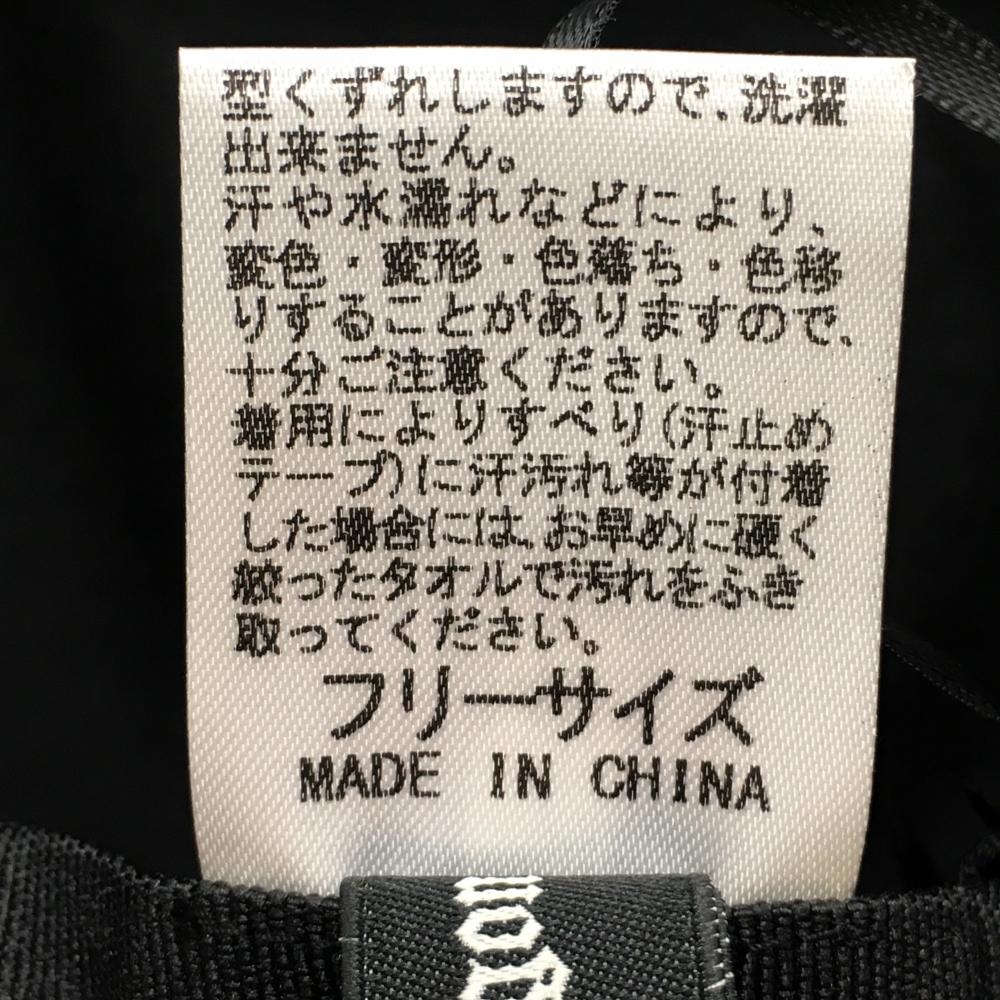 型くずれしますので、洗濯
出来ません。
汗や水濡れなどにより、
変色・変形・色落ち・色移
りすることがありますので、
十分ご注意ください。
着用によりすべり(汗止め
テープ)に汗汚れ等が付着
した場合には、お早めに硬く
絞ったタオルで汚れをふき
取ってください。
フリーサイズ
MADE IN CHINA